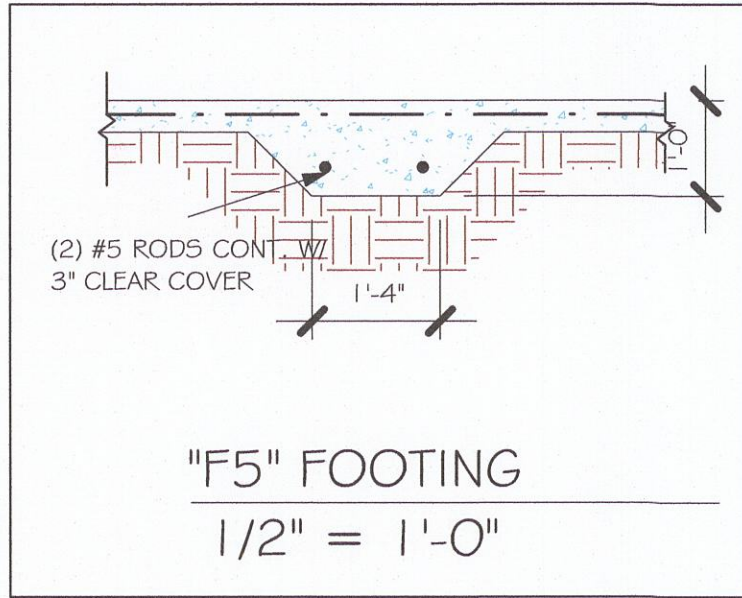 1'-0"
(2) #5 RODS CONT. W/
3" CLEAR COVER
1'-4"
"F5" FOOTING
1/2" = 1'-0"